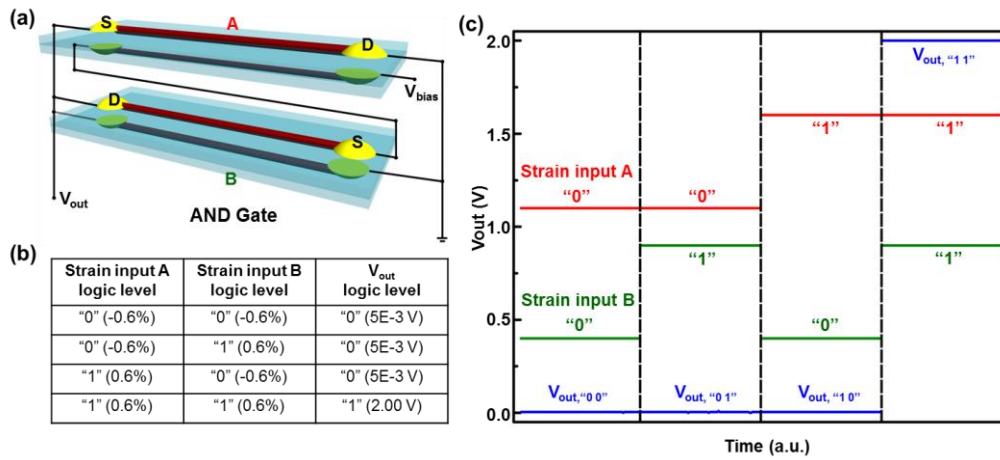 (a)
S
A
D
V_bias
D
S
B
V_out
AND Gate
(b)
Strain input A logic level | Strain input B logic level | V_out logic level
"0" (-0.6%) | "0" (-0.6%) | "0" (5E-3 V)
"0" (-0.6%) | "1" (0.6%) | "0" (5E-3 V)
"1" (0.6%) | "0" (-0.6%) | "0" (5E-3 V)
"1" (0.6%) | "1" (0.6%) | "1" (2.00 V)
(c)
2.0
1.5
1.0
0.5
0.0
Vout (V)
V_out, "1 1"
"1" "1"
Strain input A
"0" "0"
"1" "1"
Strain input B
"0" "0"
V_out,"0 0" V_out, "0 1" V_out, "1 0"
Time (a.u.)